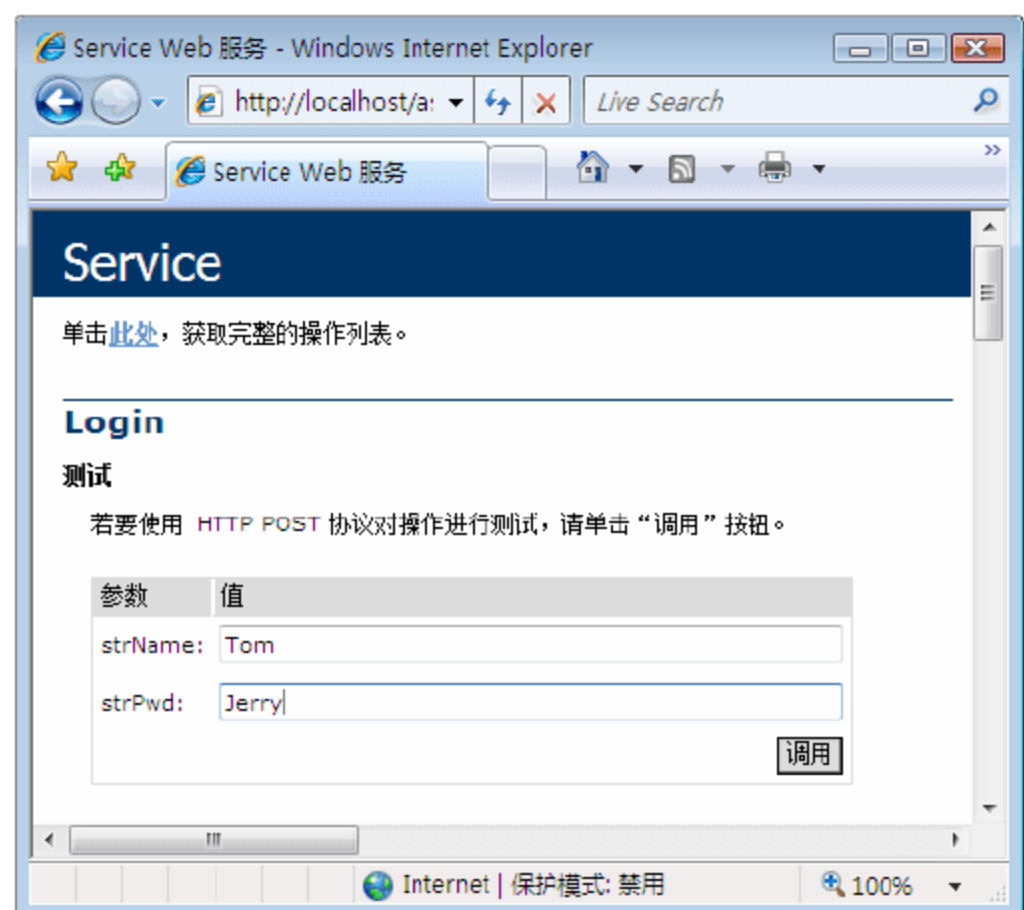 Service Web 服务 - Windows Internet Explorer
http://localhost/a
Live Search
Service Web 服务
Service
单击此处，获取完整的操作列表。
Login
测试
若要使用 HTTP POST 协议对操作进行测试，请单击“调用”按钮。
参数 值
strName: Tom
strPwd: Jerry
调用
Internet | 保护模式: 禁用 100%